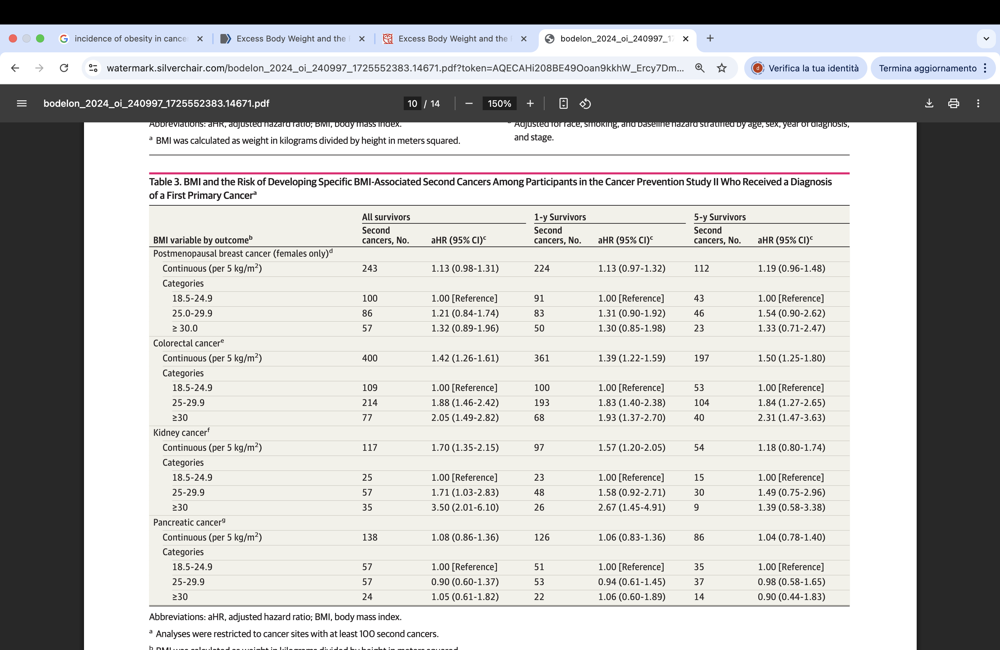 incidence of obesity in cance
Excess Body Weight and the
Excess Body Weight and the
bodelon_2024_oi_240997_17
watermark.silverchair.com/bodelon_2024_oi_240997_1725552383.14671.pdf?token=AQECAHi208BE49Ooan9kkhW_Ercy7Dm...
d Verifica la tua identità
Termina aggiornamento
bodelon_2024_oi_240997_1725552383.14671.pdf
10 / 14
150%
Abbreviations: aHR, adjusted hazard ratio; BMI, body mass index.
a BMI was calculated as weight in kilograms divided by height in meters squared.
Adjusted for race, smoking, and baseline hazard stratified by age, sex, year of diagnosis,
and stage.
Table 3. BMI and the Risk of Developing Specific BMI-Associated Second Cancers Among Participants in the Cancer Prevention Study II Who Received a Diagnosis
of a First Primary Cancerᵃ
All survivors 1-y Survivors 5-y Survivors
Second Second Second
BMI variable by outcomeᵇ cancers, No. aHR (95% CI)ᶜ cancers, No. aHR (95% CI)ᶜ cancers, No. aHR (95% CI)ᶜ
Postmenopausal breast cancer (females only)ᵈ
Continuous (per 5 kg/m²) 243 1.13 (0.98-1.31) 224 1.13 (0.97-1.32) 112 1.19 (0.96-1.48)
Categories
18.5-24.9 100 1.00 [Reference] 91 1.00 [Reference] 43 1.00 [Reference]
25.0-29.9 86 1.21 (0.84-1.74) 83 1.31 (0.90-1.92) 46 1.54 (0.90-2.62)
≥ 30.0 57 1.32 (0.89-1.96) 50 1.30 (0.85-1.98) 23 1.33 (0.71-2.47)
Colorectal cancerᵉ
Continuous (per 5 kg/m²) 400 1.42 (1.26-1.61) 361 1.39 (1.22-1.59) 197 1.50 (1.25-1.80)
Categories
18.5-24.9 109 1.00 [Reference] 100 1.00 [Reference] 53 1.00 [Reference]
25-29.9 214 1.88 (1.46-2.42) 193 1.83 (1.40-2.38) 104 1.84 (1.27-2.65)
≥30 77 2.05 (1.49-2.82) 68 1.93 (1.37-2.70) 40 2.31 (1.47-3.63)
Kidney cancerᶠ
Continuous (per 5 kg/m²) 117 1.70 (1.35-2.15) 97 1.57 (1.20-2.05) 54 1.18 (0.80-1.74)
Categories
18.5-24.9 25 1.00 [Reference] 23 1.00 [Reference] 15 1.00 [Reference]
25-29.9 57 1.71 (1.03-2.83) 48 1.58 (0.92-2.71) 30 1.49 (0.75-2.96)
≥30 35 3.50 (2.01-6.10) 26 2.67 (1.45-4.91) 9 1.39 (0.58-3.38)
Pancreatic cancerᵍ
Continuous (per 5 kg/m²) 138 1.08 (0.86-1.36) 126 1.06 (0.83-1.36) 86 1.04 (0.78-1.40)
Categories
18.5-24.9 57 1.00 [Reference] 51 1.00 [Reference] 35 1.00 [Reference]
25-29.9 57 0.90 (0.60-1.37) 53 0.94 (0.61-1.45) 37 0.98 (0.58-1.65)
≥30 24 1.05 (0.61-1.82) 22 1.06 (0.60-1.89) 14 0.90 (0.44-1.83)
Abbreviations: aHR, adjusted hazard ratio; BMI, body mass index.
a Analyses were restricted to cancer sites with at least 100 second cancers.
b BMI was calculated as weight in kilograms divided by height in meters squared